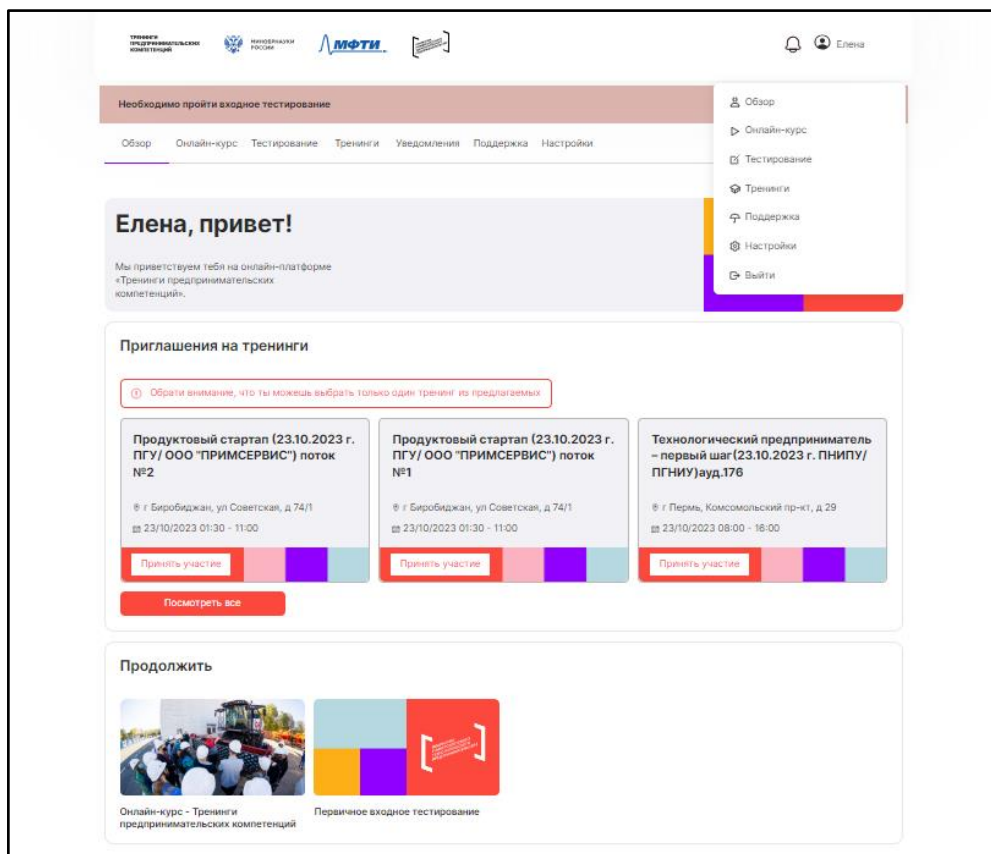 ТРЕНИНГИ
ПРЕДПРИНИМАТЕЛЬСКИХ
КОМПЕТЕНЦИЙ
МИНОБРНАУКИ
РОССИИ
МФТИ
Елена
Необходимо пройти входное тестирование
Обзор
Онлайн-курс
Тестирование
Тренинги
Поддержка
Настройки
Выйти
Обзор Онлайн-курс Тестирование Тренинги Уведомления Поддержка Настройки
Елена, привет!
Мы приветствуем тебя на онлайн-платформе
«Тренинги предпринимательских
компетенций».
Приглашения на тренинги
Обрати внимание, что ты можешь выбрать только один тренинг из предлагаемых
Продуктовый стартап (23.10.2023 г.
ПГУ/ ООО "ПРИМСЕРВИС") поток
№2
г Биробиджан, ул Советская, д 74/1
23/10/2023 01:30 - 11:00
Принять участие
Продуктовый стартап (23.10.2023 г.
ПГУ/ ООО "ПРИМСЕРВИС") поток
№1
г Биробиджан, ул Советская, д 74/1
23/10/2023 01:30 - 11:00
Принять участие
Технологический предприниматель
– первый шаг(23.10.2023 г. ПНИПУ/
ПГНИУ)ауд.176
г Пермь, Комсомольский пр-кт, д 29
23/10/2023 08:00 - 16:00
Принять участие
Посмотреть все
Продолжить
Онлайн-курс - Тренинги
предпринимательских компетенций
Первичное входное тестирование